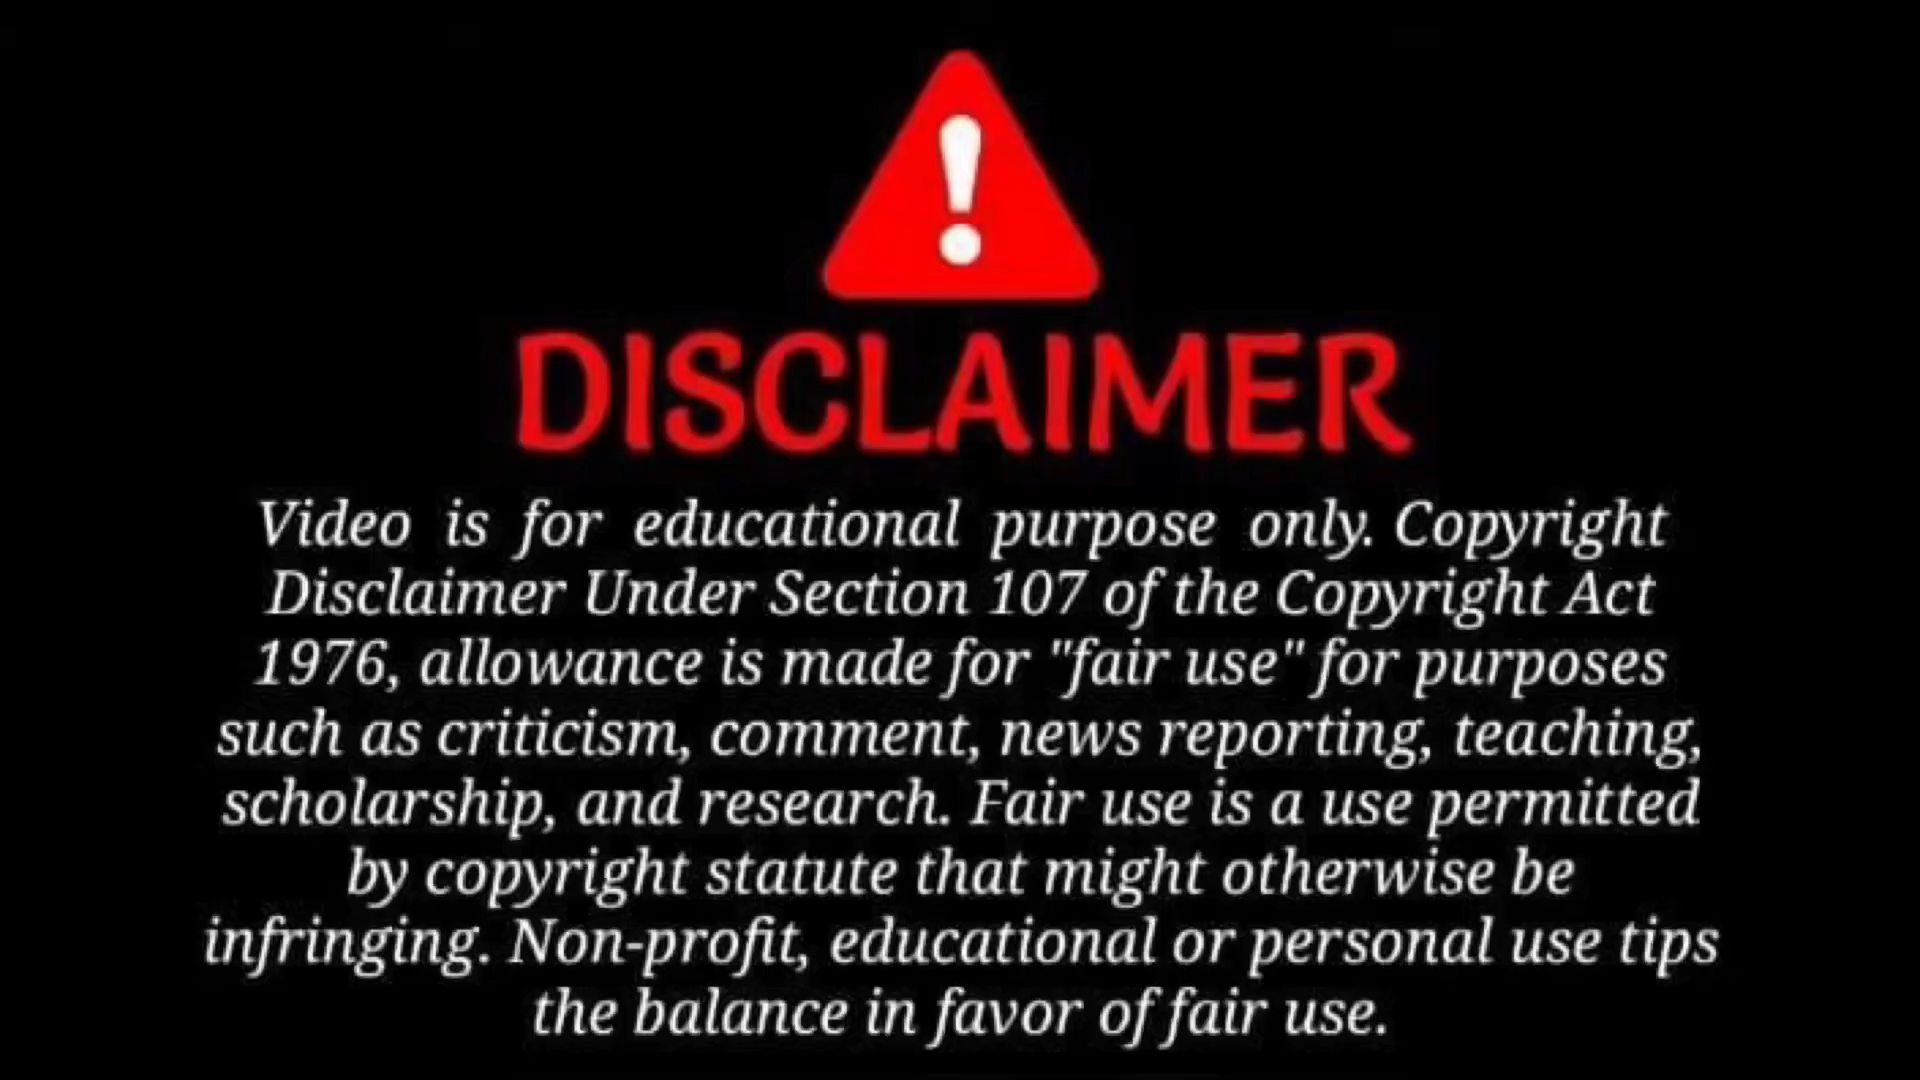 DISCLAIMER
Video is for educational purpose only. Copyright
Disclaimer Under Section 107 of the Copyright Act
1976, allowance is made for "fair use" for purposes
such as criticism, comment, news reporting, teaching,
scholarship, and research. Fair use is a use permitted
by copyright statute that might otherwise be
infringing. Non-profit, educational or personal use tips
the balance in favor of fair use.